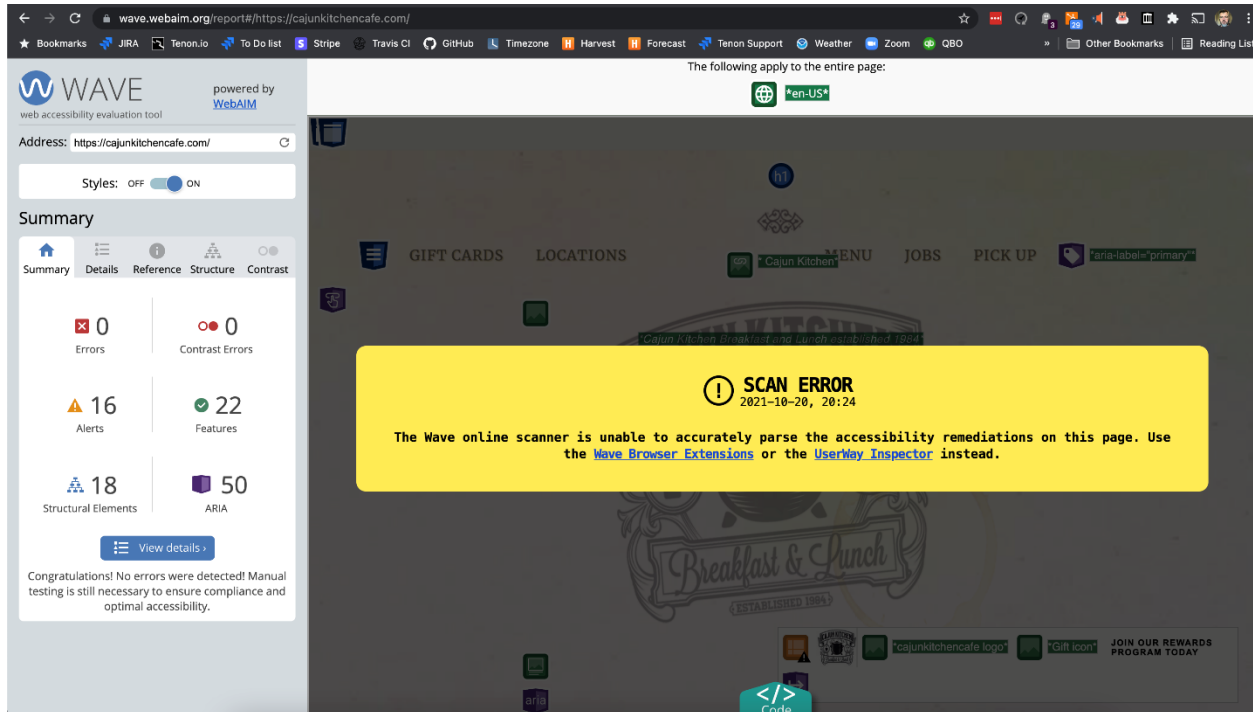 wave.webaim.org/report#/https://cajunkitchencafe.com/
Bookmarks JIRA Tenon.io To Do list Stripe Travis CI GitHub Timezone Harvest Forecast Tenon Support Weather Zoom QBO » Other Bookmarks Reading List
3 29
WAVE
web accessibility evaluation tool
powered by
WebAIM
Address: https://cajunkitchencafe.com/
Styles: OFF ON
Summary
Summary Details Reference Structure Contrast
0
Errors
0
Contrast Errors
16
Alerts
22
Features
18
Structural Elements
50
ARIA
View details ›
Congratulations! No errors were detected! Manual
testing is still necessary to ensure compliance and
optimal accessibility.
The following apply to the entire page:
*en-US*
h1
GIFT CARDS LOCATIONS * Cajun Kitchen* MENU JOBS PICK UP *aria-label="primary"*
*Cajun Kitchen Breakfast and Lunch established 1984*
SCAN ERROR
2021-10-20, 20:24
The Wave online scanner is unable to accurately parse the accessibility remediations on this page. Use
the Wave Browser Extensions or the UserWay Inspector instead.
Breakfast & Lunch
ESTABLISHED 1984
*cajunkitchencafe logo* *Gift icon* JOIN OUR REWARDS
PROGRAM TODAY
aria
</>
Code